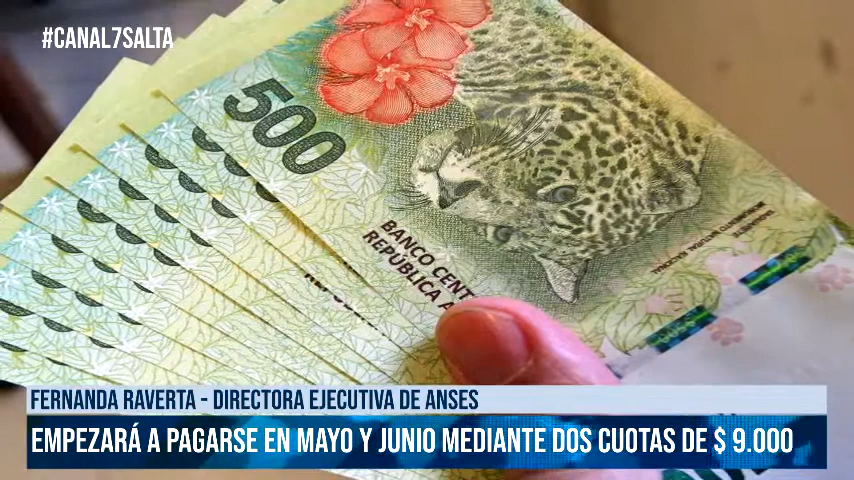 #CANAL7SALTA
500
BANCO CENT
REPÚBLICA A
FERNANDA RAVERTA - DIRECTORA EJECUTIVA DE ANSES
EMPEZARÁ A PAGARSE EN MAYO Y JUNIO MEDIANTE DOS CUOTAS DE $ 9.000